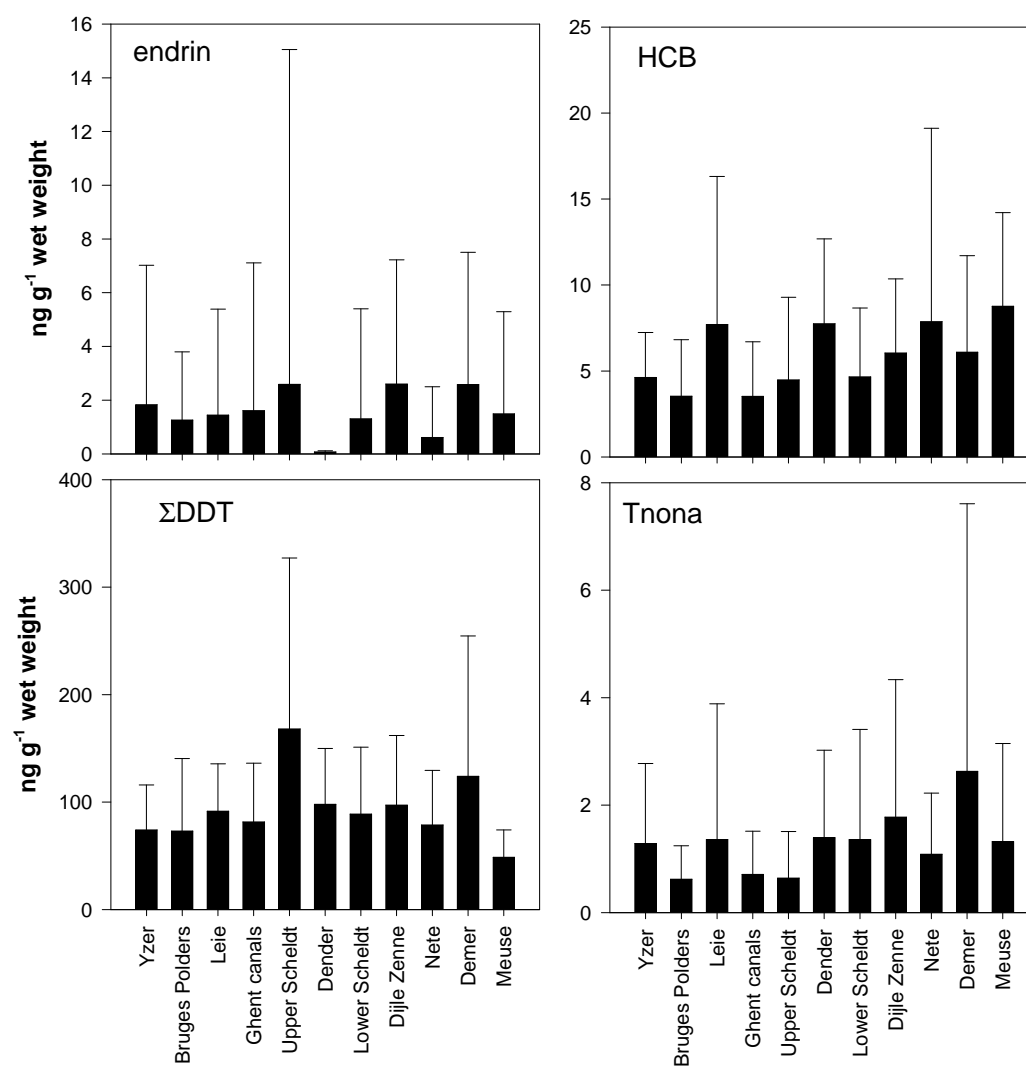 endrin
ng g-1 wet weight
16
14
12
10
8
6
4
2
0
HCB
25
20
15
10
5
0
ΣDDT
ng g-1 wet weight
400
300
200
100
0
Yzer
Bruges Polders
Leie
Ghent canals
Upper Scheldt
Dender
Lower Scheldt
Dijle Zenne
Nete
Demer
Meuse
Tnona
8
6
4
2
0
Yzer
Bruges Polders
Leie
Ghent canals
Upper Scheldt
Dender
Lower Scheldt
Dijle Zenne
Nete
Demer
Meuse